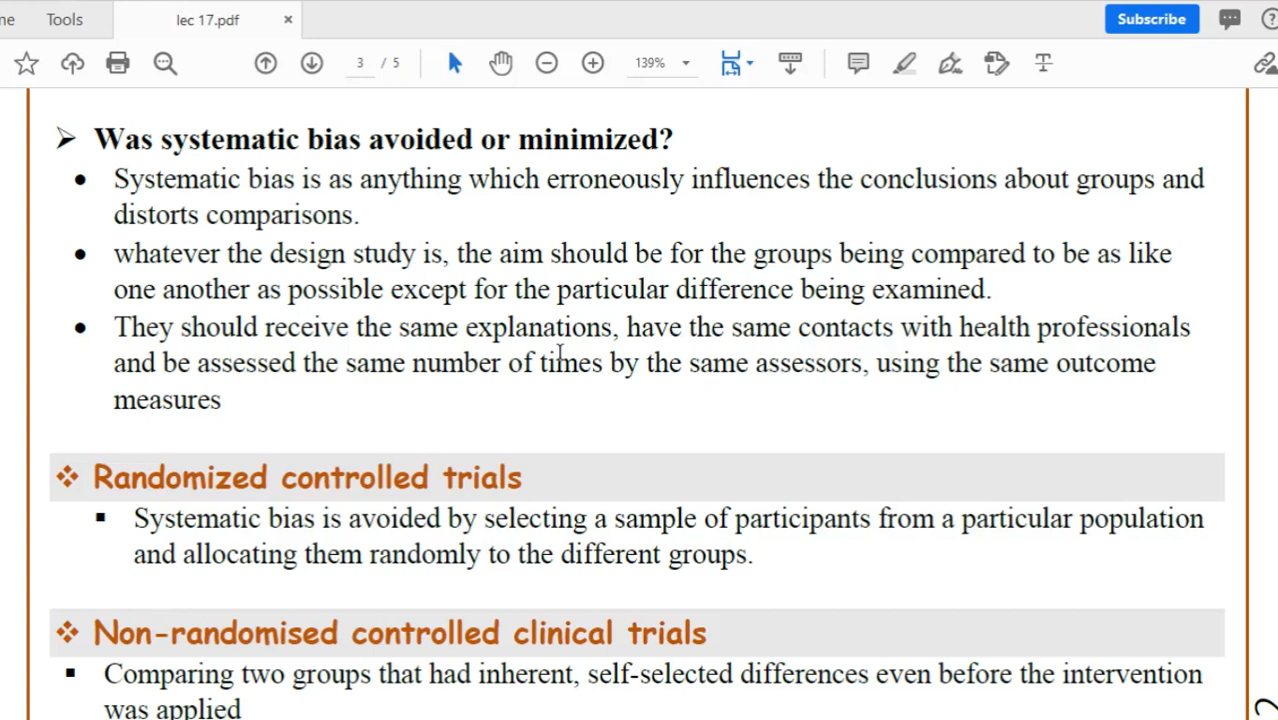 me Tools lec 17.pdf × Subscribe
3 / 5 139%
Was systematic bias avoided or minimized?
• Systematic bias is as anything which erroneously influences the conclusions about groups and
distorts comparisons.
• whatever the design study is, the aim should be for the groups being compared to be as like
one another as possible except for the particular difference being examined.
• They should receive the same explanations, have the same contacts with health professionals
and be assessed the same number of times by the same assessors, using the same outcome
measures
Randomized controlled trials
Systematic bias is avoided by selecting a sample of participants from a particular population
and allocating them randomly to the different groups.
Non-randomised controlled clinical trials
Comparing two groups that had inherent, self-selected differences even before the intervention
was applied